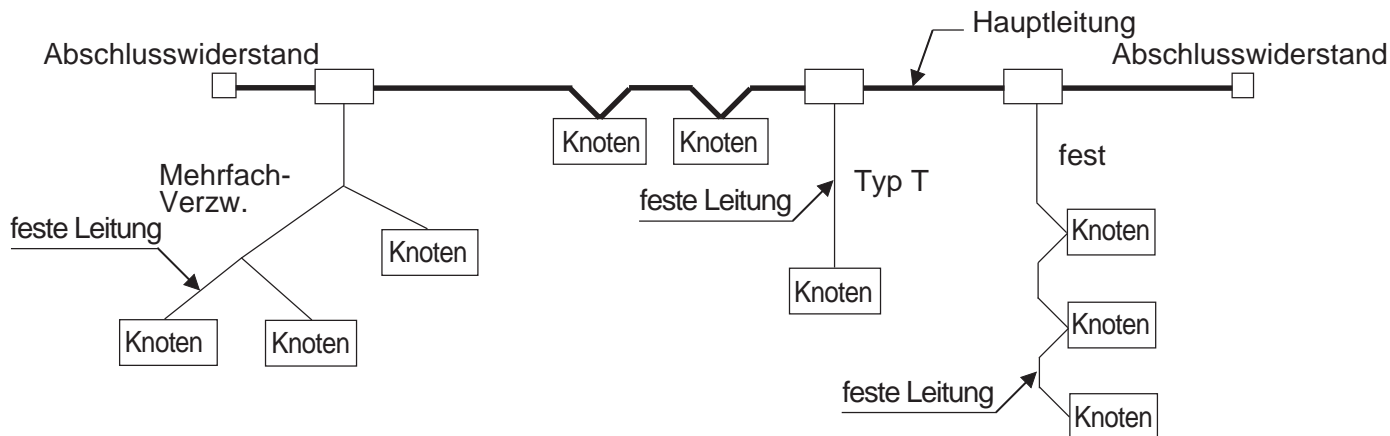 Hauptleitung
Abschlusswiderstand
Abschlusswiderstand
Knoten
Knoten
fest
Mehrfach-
Verzw.
Typ T
feste Leitung
feste Leitung
Knoten
Knoten
Knoten
Knoten
Knoten
Knoten
Knoten
feste Leitung
Knoten